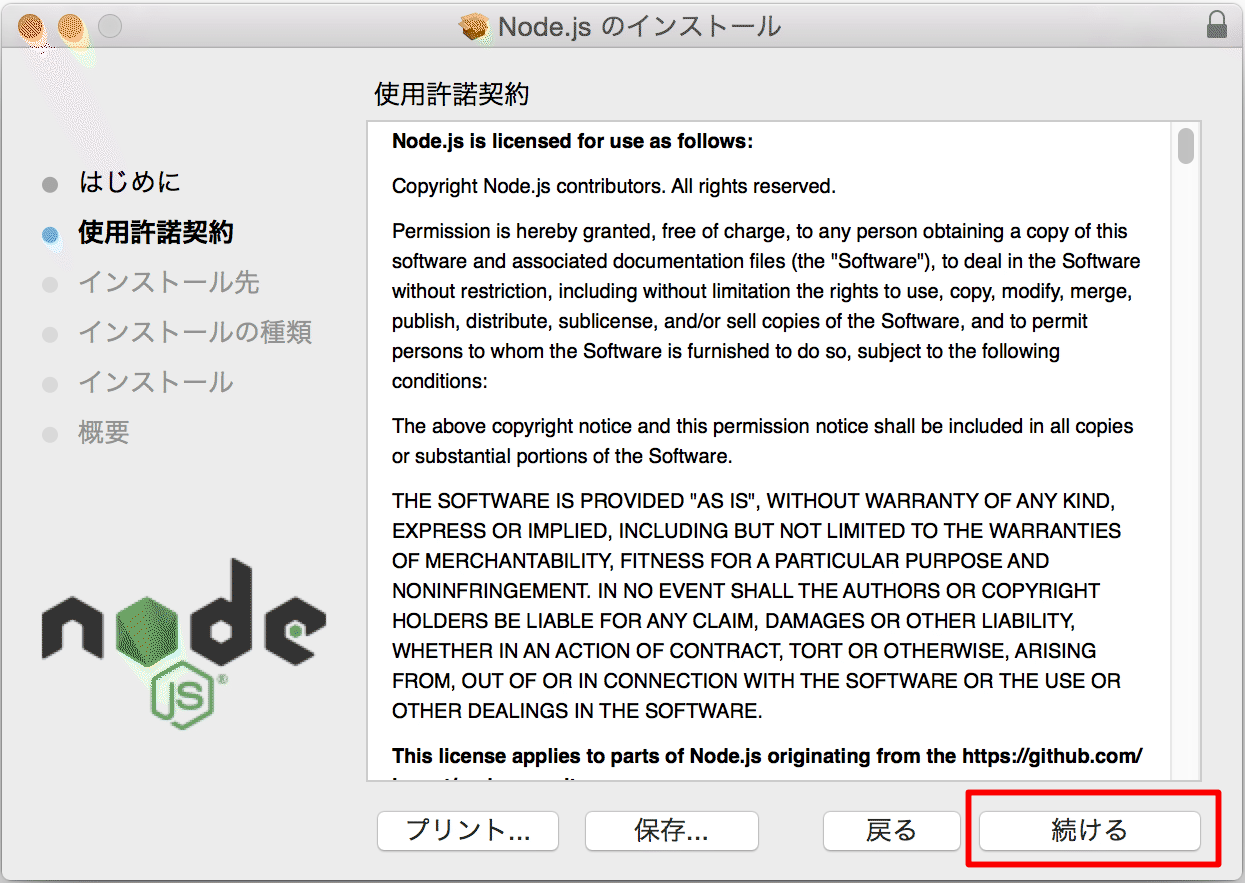 Node.js のインストール
使用許諾契約
はじめに
使用許諾契約
インストール先
インストールの種類
インストール
概要
node
JS®
Node.js is licensed for use as follows:
Copyright Node.js contributors. All rights reserved.
Permission is hereby granted, free of charge, to any person obtaining a copy of this
software and associated documentation files (the "Software"), to deal in the Software
without restriction, including without limitation the rights to use, copy, modify, merge,
publish, distribute, sublicense, and/or sell copies of the Software, and to permit
persons to whom the Software is furnished to do so, subject to the following
conditions:
The above copyright notice and this permission notice shall be included in all copies
or substantial portions of the Software.
THE SOFTWARE IS PROVIDED "AS IS", WITHOUT WARRANTY OF ANY KIND,
EXPRESS OR IMPLIED, INCLUDING BUT NOT LIMITED TO THE WARRANTIES
OF MERCHANTABILITY, FITNESS FOR A PARTICULAR PURPOSE AND
NONINFRINGEMENT. IN NO EVENT SHALL THE AUTHORS OR COPYRIGHT
HOLDERS BE LIABLE FOR ANY CLAIM, DAMAGES OR OTHER LIABILITY,
WHETHER IN AN ACTION OF CONTRACT, TORT OR OTHERWISE, ARISING
FROM, OUT OF OR IN CONNECTION WITH THE SOFTWARE OR THE USE OR
OTHER DEALINGS IN THE SOFTWARE.
This license applies to parts of Node.js originating from the https://github.com/
プリント...
保存...
戻る
続ける